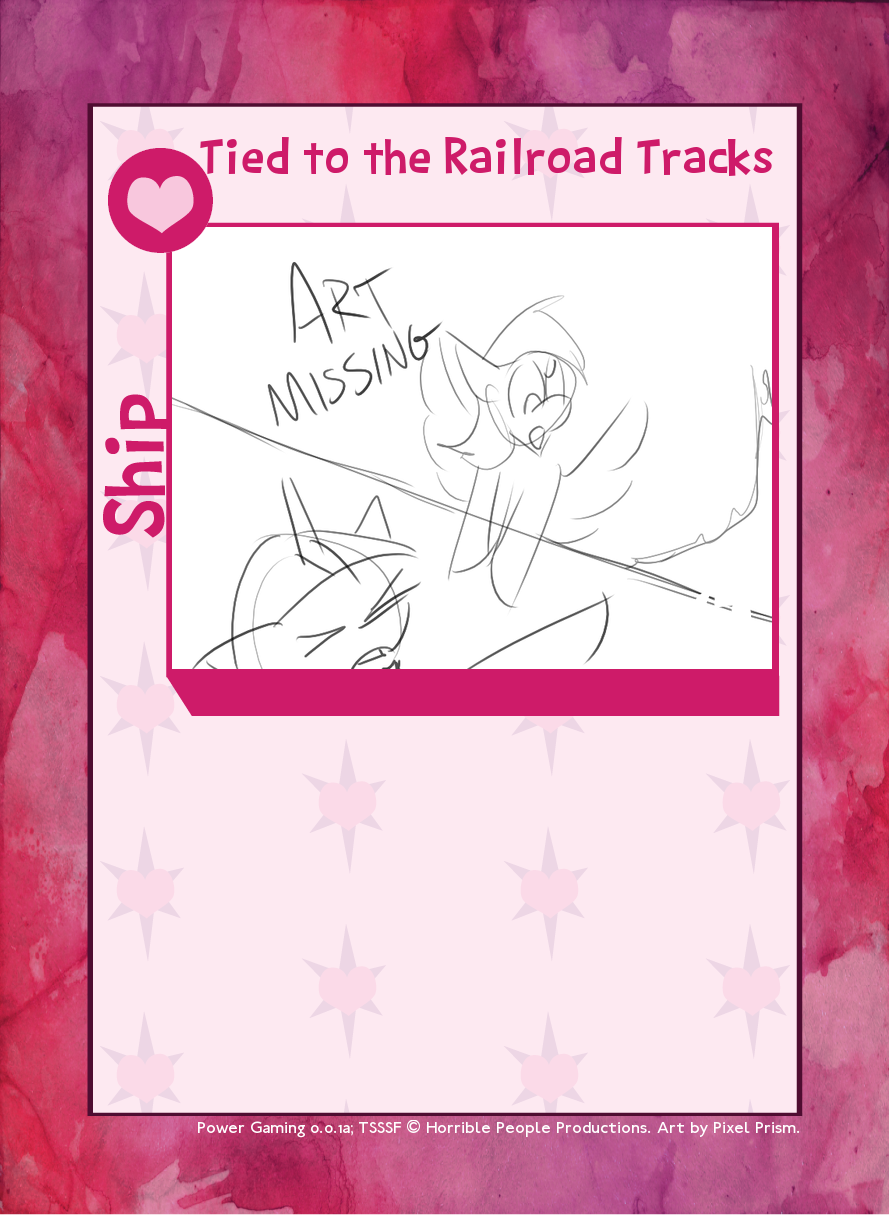 Tied to the Railroad Tracks
ART
MISSING
Ship
Power Gaming 0.0.1a; TSSSF © Horrible People Productions. Art by Pixel Prism.